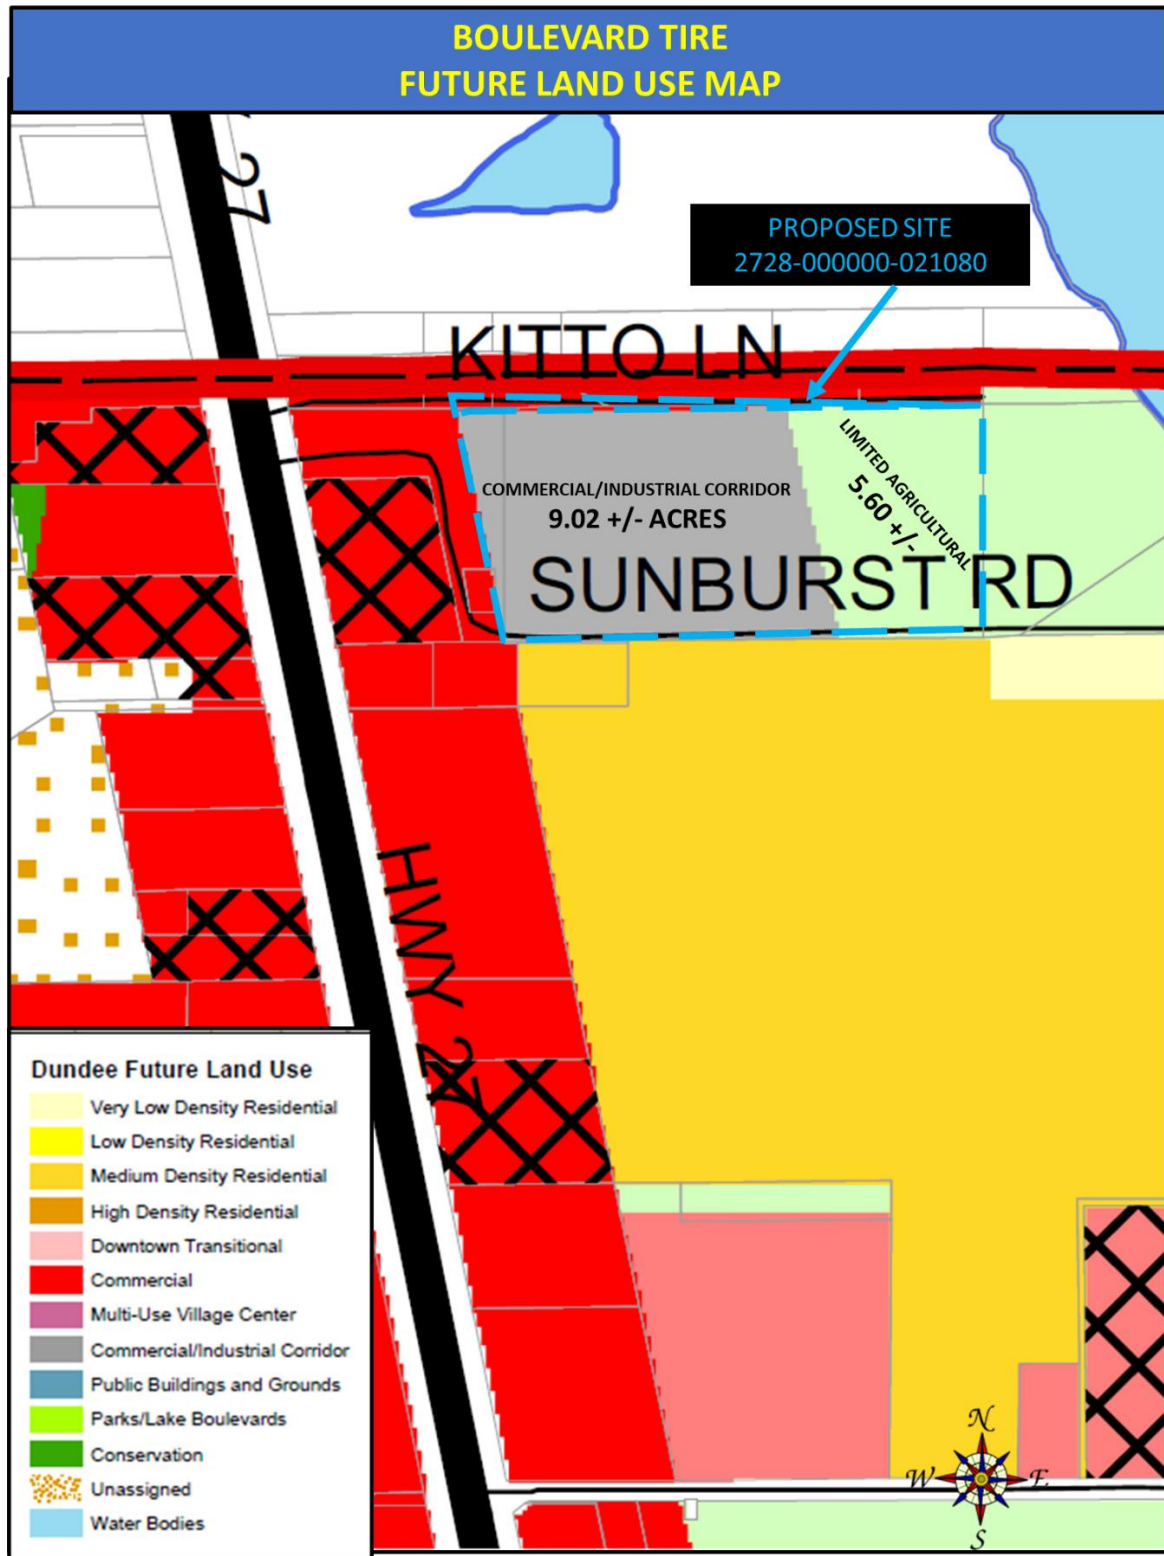 BOULEVARD TIRE
FUTURE LAND USE MAP
27
PROPOSED SITE
2728-000000-021080
KITTO LN
COMMERCIAL/INDUSTRIAL CORRIDOR
9.02 +/- ACRES
LIMITED AGRICULTURAL
5.60 +/-
SUNBURST RD
HWY 27
Dundee Future Land Use
Very Low Density Residential
Low Density Residential
Medium Density Residential
High Density Residential
Downtown Transitional
Commercial
Multi-Use Village Center
Commercial/Industrial Corridor
Public Buildings and Grounds
Parks/Lake Boulevards
Conservation
Unassigned
Water Bodies
N
W E
S